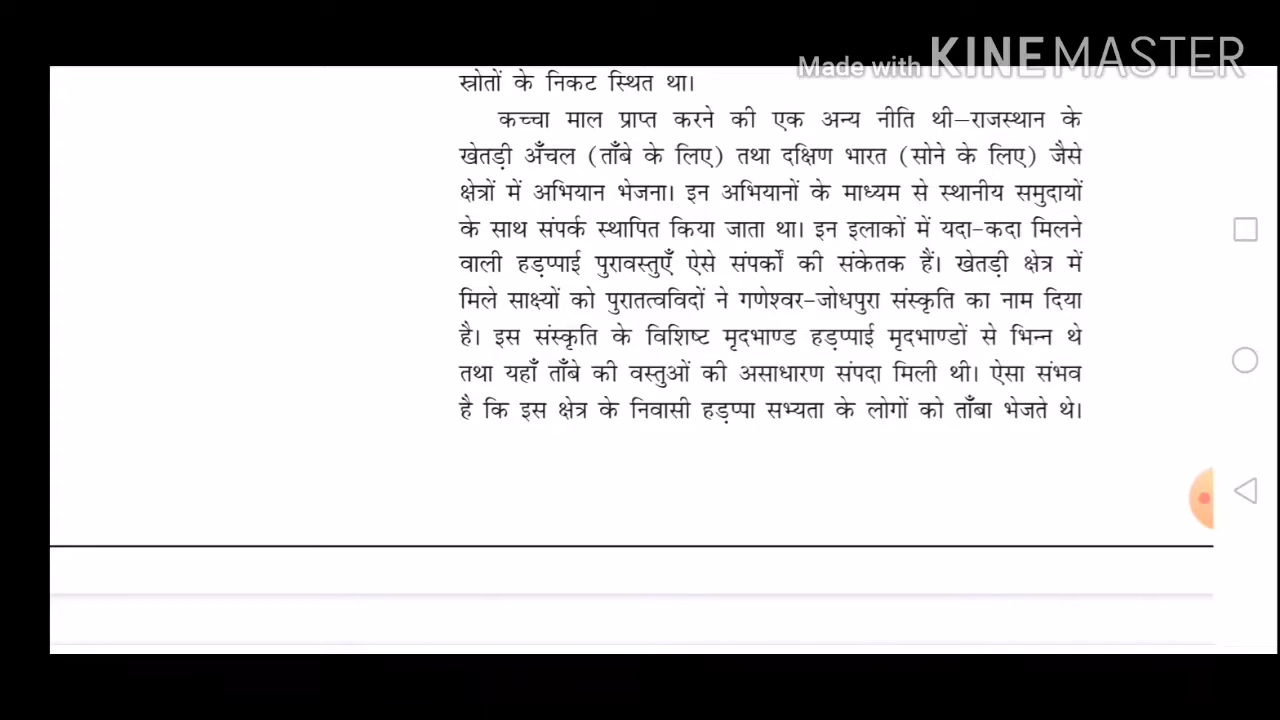 Made with KINEMASTER
स्रोतों के निकट स्थित था।
कच्चा माल प्राप्त करने की एक अन्य नीति थी–राजस्थान के
खेतड़ी अँचल (ताँबे के लिए) तथा दक्षिण भारत (सोने के लिए) जैसे
क्षेत्रों में अभियान भेजना। इन अभियानों के माध्यम से स्थानीय समुदायों
के साथ संपर्क स्थापित किया जाता था। इन इलाकों में यदा-कदा मिलने
वाली हड़प्पाई पुरावस्तुएँ ऐसे संपर्कों की संकेतक हैं। खेतड़ी क्षेत्र में
मिले साक्ष्यों को पुरातत्वविदों ने गणेश्वर-जोधपुरा संस्कृति का नाम दिया
है। इस संस्कृति के विशिष्ट मृदभाण्ड हड़प्पाई मृदभाण्डों से भिन्न थे
तथा यहाँ ताँबे की वस्तुओं की असाधारण संपदा मिली थी। ऐसा संभव
है कि इस क्षेत्र के निवासी हड़प्पा सभ्यता के लोगों को ताँबा भेजते थे।